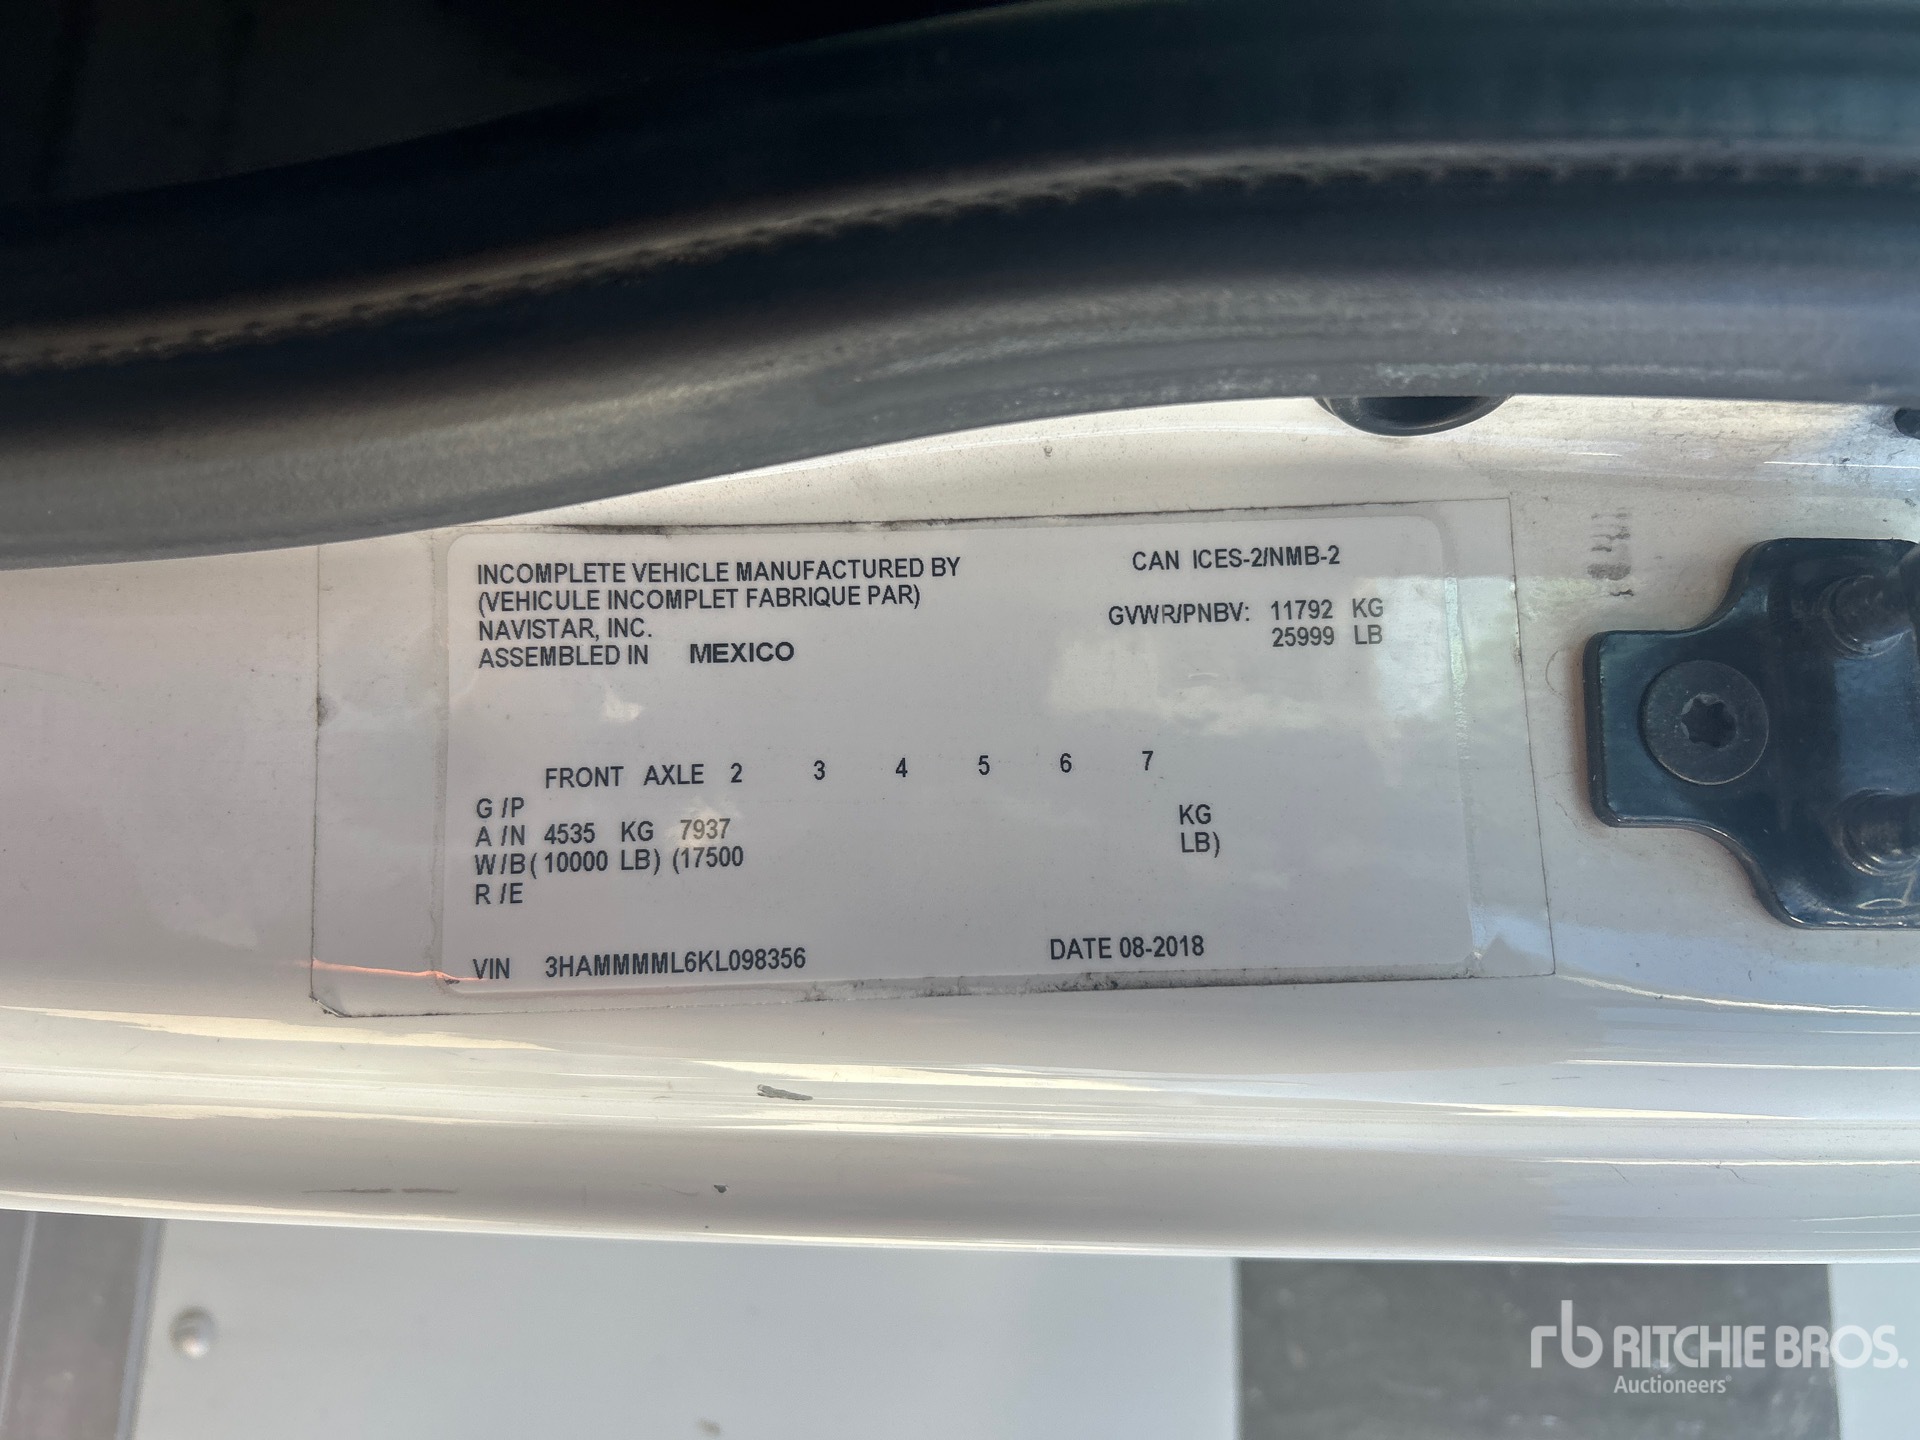 INCOMPLETE VEHICLE MANUFACTURED BY
(VEHICULE INCOMPLET FABRIQUE PAR)
NAVISTAR, INC.
ASSEMBLED IN MEXICO
CAN ICES-2/NMB-2
GVWR/PNBV: 11792 KG
25999 LB
FRONT AXLE 2 3 4 5 6 7
G /P
A /N 4535 KG 7937 KG
W/B ( 10000 LB) (17500 LB)
R /E
VIN 3HAMMMML6KL098356 DATE 08-2018
rb RITCHIE BROS.
Auctioneers